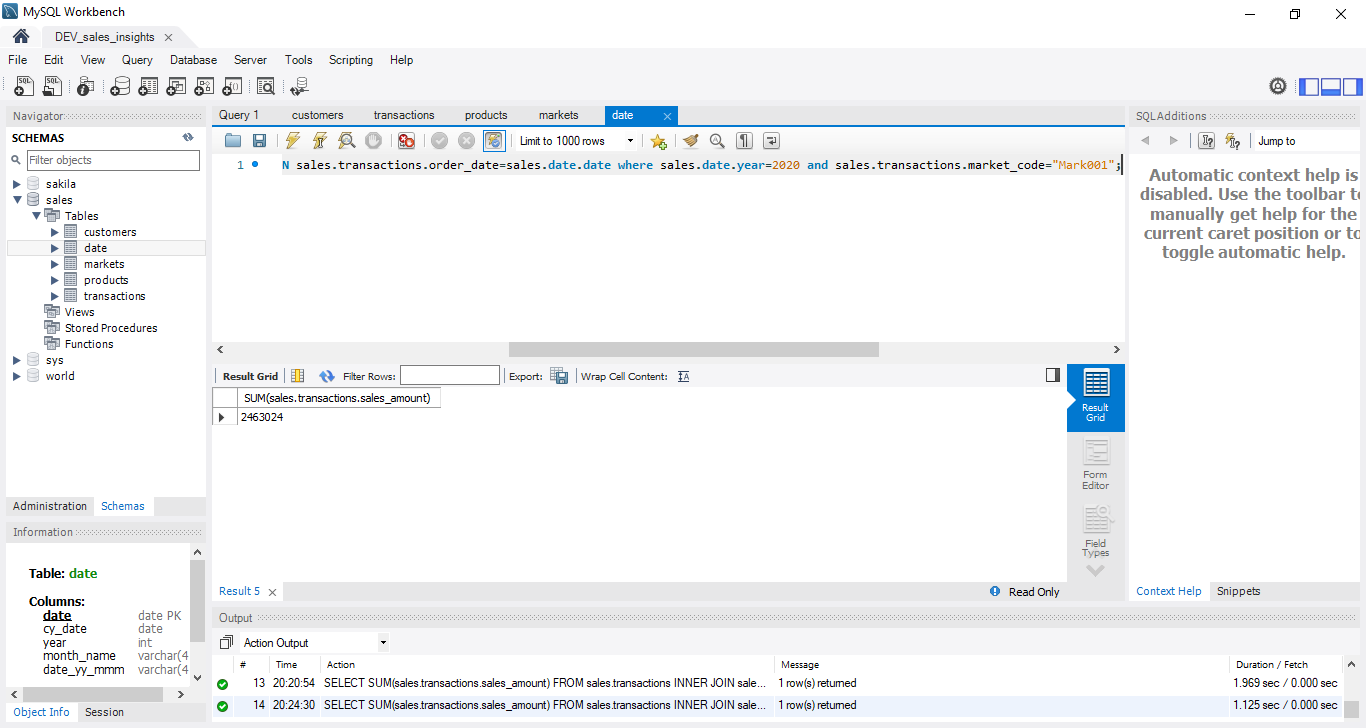 MySQL Workbench
DEV_sales_insights
File Edit View Query Database Server Tools Scripting Help
Navigator
SCHEMAS
Filter objects
sakila
sales
Tables
customers
date
markets
products
transactions
Views
Stored Procedures
Functions
sys
world
Administration Schemas
Information
Table: date
Columns:
date date PK
cy_date date
year int
month_name varchar(4
date_yy_mmm varchar(4
Object Info Session
Query 1 customers transactions products markets date
Limit to 1000 rows
1 N sales.transactions.order_date=sales.date.date where sales.date.year=2020 and sales.transactions.market_code="Mark001";
Result Grid Filter Rows: Export: Wrap Cell Content:
SUM(sales.transactions.sales_amount)
2463024
Result Grid
Form Editor
Field Types
Result 5 Read Only
SQLAdditions
Jump to
Automatic context help is
disabled. Use the toolbar to
manually get help for the
current caret position or to
toggle automatic help.
Context Help Snippets
Output
Action Output
# Time Action Message Duration / Fetch
13 20:20:54 SELECT SUM(sales.transactions.sales_amount) FROM sales.transactions INNER JOIN sale... 1 row(s) returned 1.969 sec / 0.000 sec
14 20:24:30 SELECT SUM(sales.transactions.sales_amount) FROM sales.transactions INNER JOIN sale... 1 row(s) returned 1.125 sec / 0.000 sec